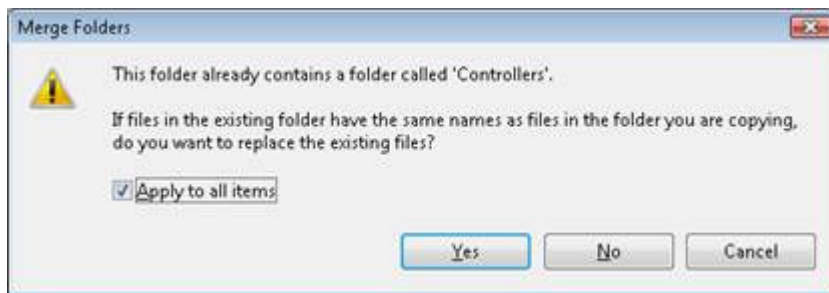 Merge Folders
This folder already contains a folder called 'Controllers'.
If files in the existing folder have the same names as files in the folder you are copying,
do you want to replace the existing files?
Apply to all items
Yes
No
Cancel